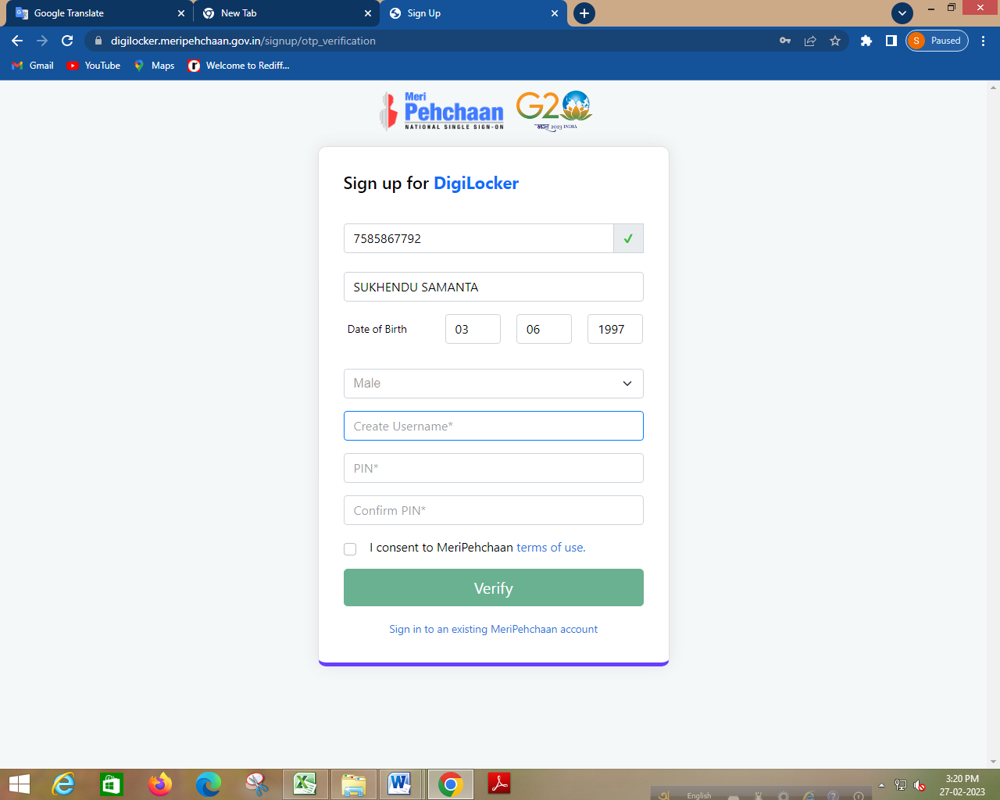 Google Translate
New Tab
Sign Up
digilocker.meripehchaan.gov.in/signup/otp_verification
S Paused
Gmail
YouTube
Maps
Welcome to Rediff...
Meri
Pehchaan
NATIONAL SINGLE SIGN-ON
G20
भारत 2023 INDIA
Sign up for DigiLocker
7585867792
SUKHENDU SAMANTA
Date of Birth 03 06 1997
Male
Create Username*
PIN*
Confirm PIN*
I consent to MeriPehchaan terms of use.
Verify
Sign in to an existing MeriPehchaan account
English
3:20 PM
27-02-2023